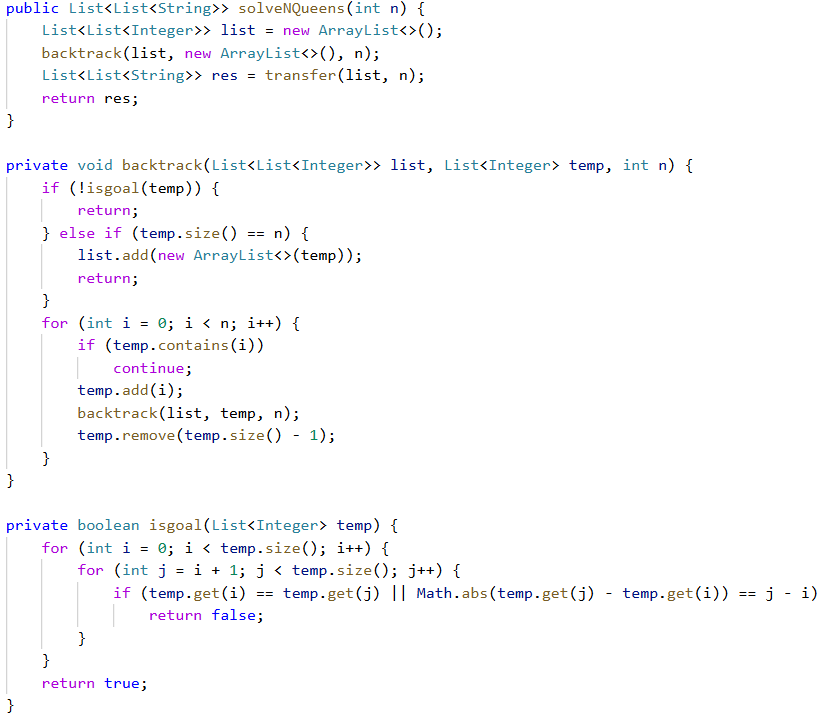 public List<List<String>> solveNQueens(int n) {
    List<List<Integer>> list = new ArrayList<>();
    backtrack(list, new ArrayList<>(), n);
    List<List<String>> res = transfer(list, n);
    return res;
}

private void backtrack(List<List<Integer>> list, List<Integer> temp, int n) {
    if (!isgoal(temp)) {
        return;
    } else if (temp.size() == n) {
        list.add(new ArrayList<>(temp));
        return;
    }
    for (int i = 0; i < n; i++) {
        if (temp.contains(i))
            continue;
        temp.add(i);
        backtrack(list, temp, n);
        temp.remove(temp.size() - 1);
    }
}

private boolean isgoal(List<Integer> temp) {
    for (int i = 0; i < temp.size(); i++) {
        for (int j = i + 1; j < temp.size(); j++) {
            if (temp.get(i) == temp.get(j) || Math.abs(temp.get(j) - temp.get(i)) == j - i)
                return false;
        }
    }
    return true;
}